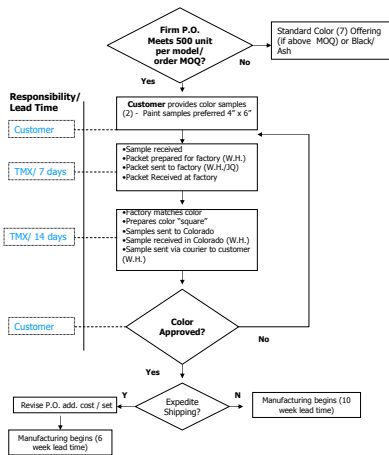 Firm P.O.
Meets 500 unit
per model/
order MOQ?
No
Standard Color (7) Offering
(if above MOQ) or Black/
Ash
Yes
Responsibility/
Lead Time
Customer provides color samples
(2) - Paint samples preferred 4" x 6"
Customer
•Sample received
•Packet prepared for factory (W.H.)
•Packet sent to factory (W.H./JQ)
•Packet Received at factory
TMX/ 7 days
•Factory matches color
•Prepares color "square"
•Samples sent to Colorado
•Sample received in Colorado (W.H.)
•Sample sent via courier to customer
(W.H.)
TMX/ 14 days
Customer
Color
Approved?
No
Yes
Expedite
Shipping?
Y
N
Revise P.O. add. cost / set
Manufacturing begins (10
week lead time)
Manufacturing begins (6
week lead time)